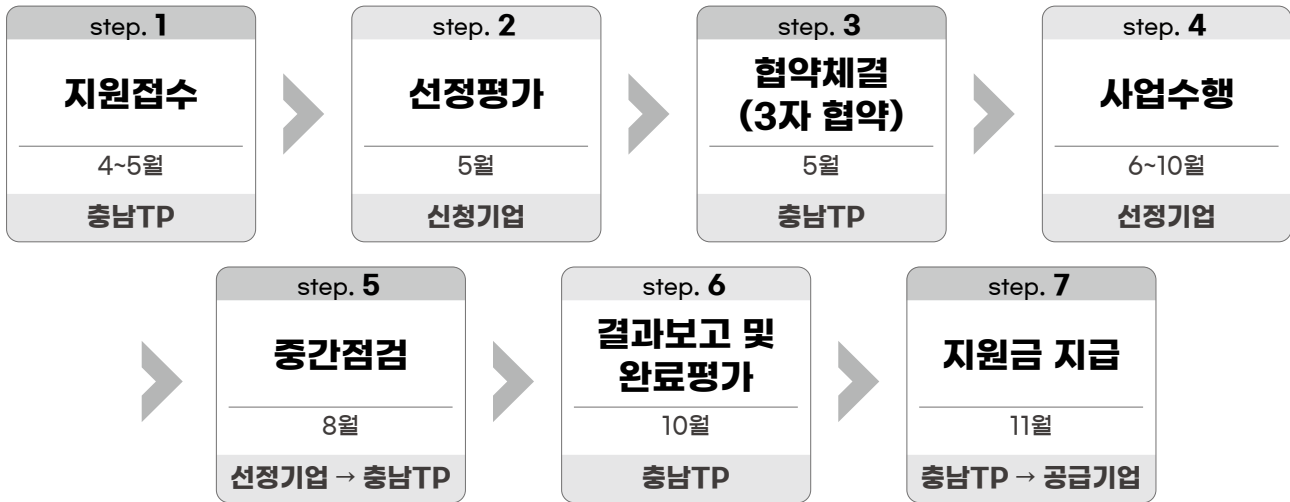 step. 1
지원접수
4~5월
충남TP
step. 2
선정평가
5월
신청기업
step. 3
협약체결
(3자 협약)
5월
충남TP
step. 4
사업수행
6~10월
선정기업
step. 5
중간점검
8월
선정기업 → 충남TP
step. 6
결과보고 및
완료평가
10월
충남TP
step. 7
지원금 지급
11월
충남TP → 공급기업